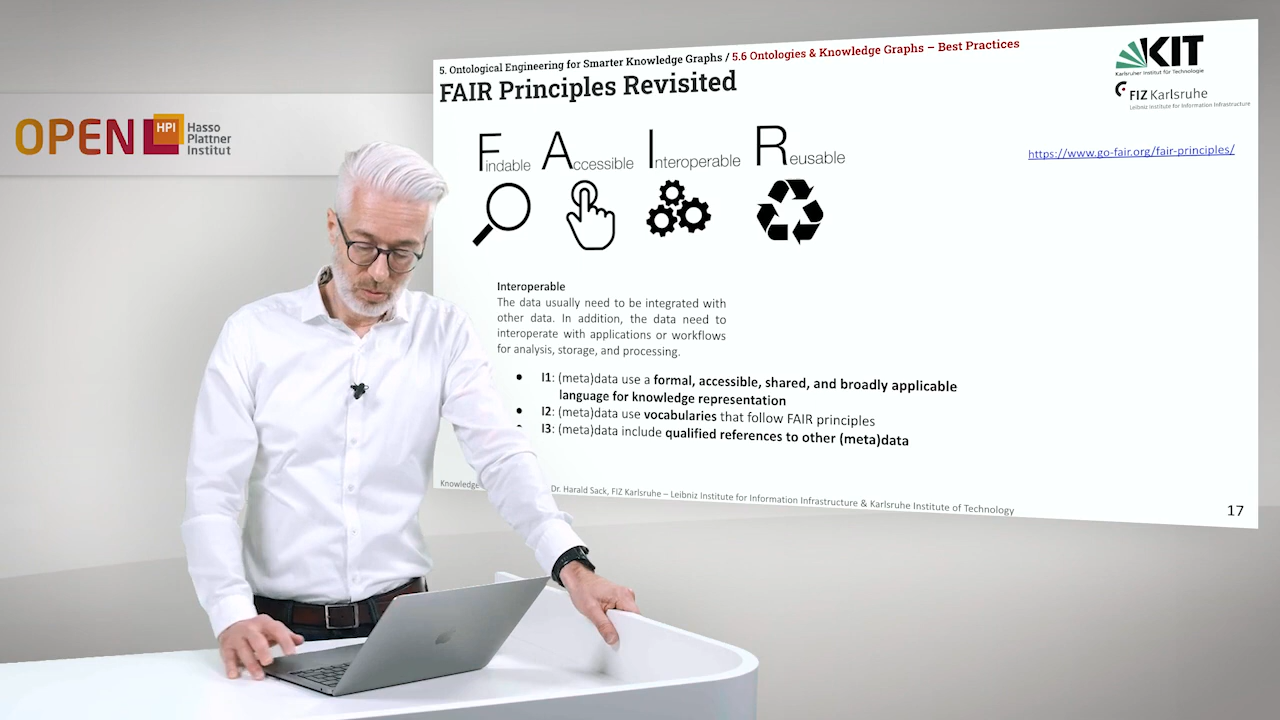 5. Ontological Engineering for Smarter Knowledge Graphs / 5.6 Ontologies & Knowledge Graphs – Best Practices
FAIR Principles Revisited
KIT
Karlsruher Institut für Technologie
FIZ Karlsruhe
Leibniz Institute for Information Infrastructure
OPEN HPI Hasso
Plattner
Institut
Findable Accessible Interoperable Reusable
https://www.go-fair.org/fair-principles/
Interoperable
The data usually need to be integrated with
other data. In addition, the data need to
interoperate with applications or workflows
for analysis, storage, and processing.
• I1: (meta)data use a formal, accessible, shared, and broadly applicable
language for knowledge representation
• I2: (meta)data use vocabularies that follow FAIR principles
• I3: (meta)data include qualified references to other (meta)data
Knowledge Dr. Harald Sack, FIZ Karlsruhe – Leibniz Institute for Information Infrastructure & Karlsruhe Institute of Technology
17